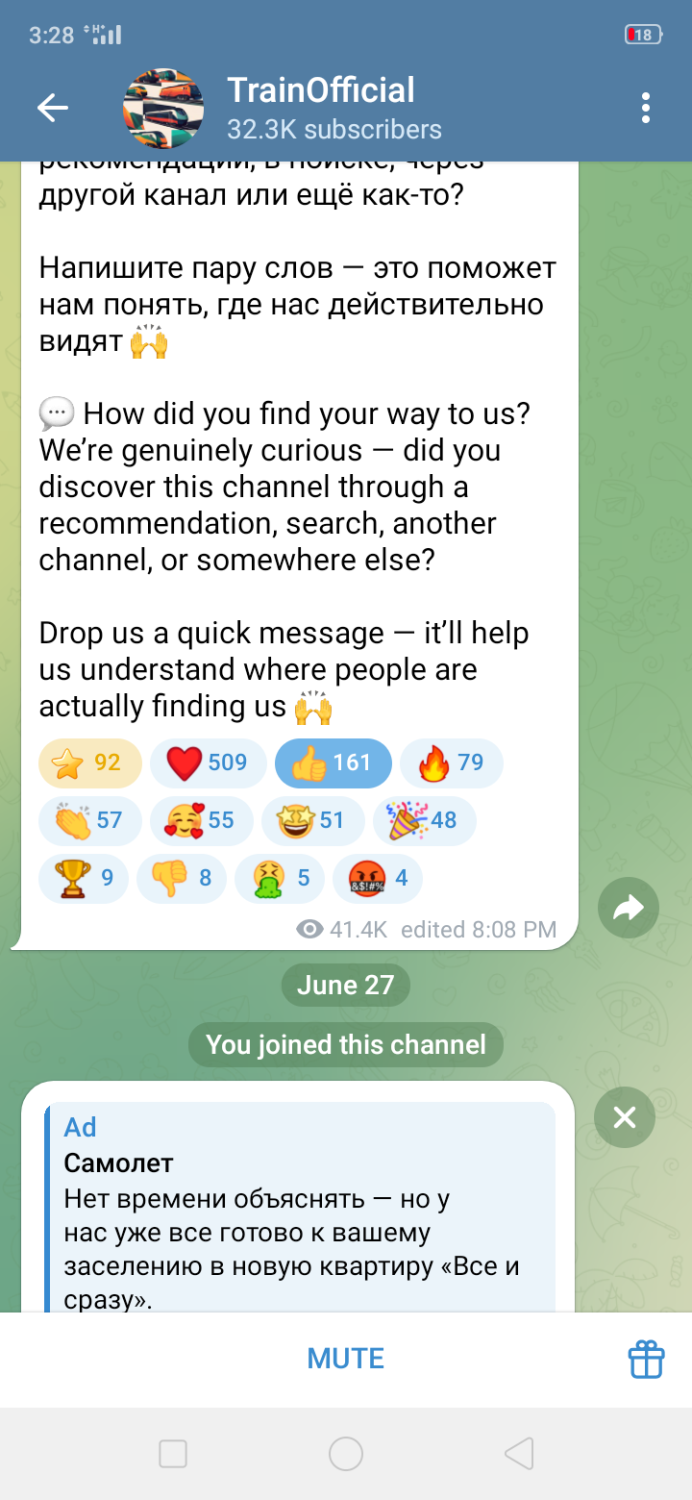 3:28
18
TrainOfficial
32.3K subscribers
рекомендации, в поиске, через
другой канал или ещё как-то?
Напишите пару слов — это поможет
нам понять, где нас действительно
видят 🙌
💬 How did you find your way to us?
We’re genuinely curious — did you
discover this channel through a
recommendation, search, another
channel, or somewhere else?
Drop us a quick message — it’ll help
us understand where people are
actually finding us 🙌
⭐ 92 ❤️ 509 👍 161 🔥 79
👏 57 🥰 55 🤩 51 🎉 48
🏆 9 👎 8 🤮 5 🤬 4
41.4K edited 8:08 PM
June 27
You joined this channel
Ad
Самолет
Нет времени объяснять — но у
нас уже все готово к вашему
заселению в новую квартиру «Все и
сразу».
MUTE